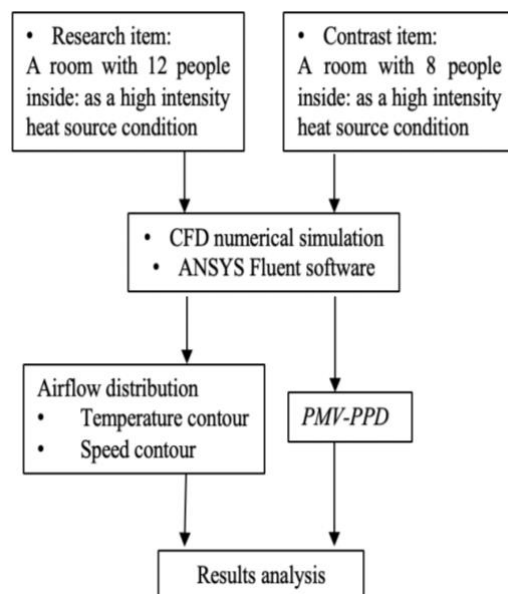 • Research item:
A room with 12 people
inside: as a high intensity
heat source condition
• Contrast item:
A room with 8 people
inside: as a high intensity
heat source condition
• CFD numerical simulation
• ANSYS Fluent software
Airflow distribution
• Temperature contour
• Speed contour
PMV-PPD
Results analysis